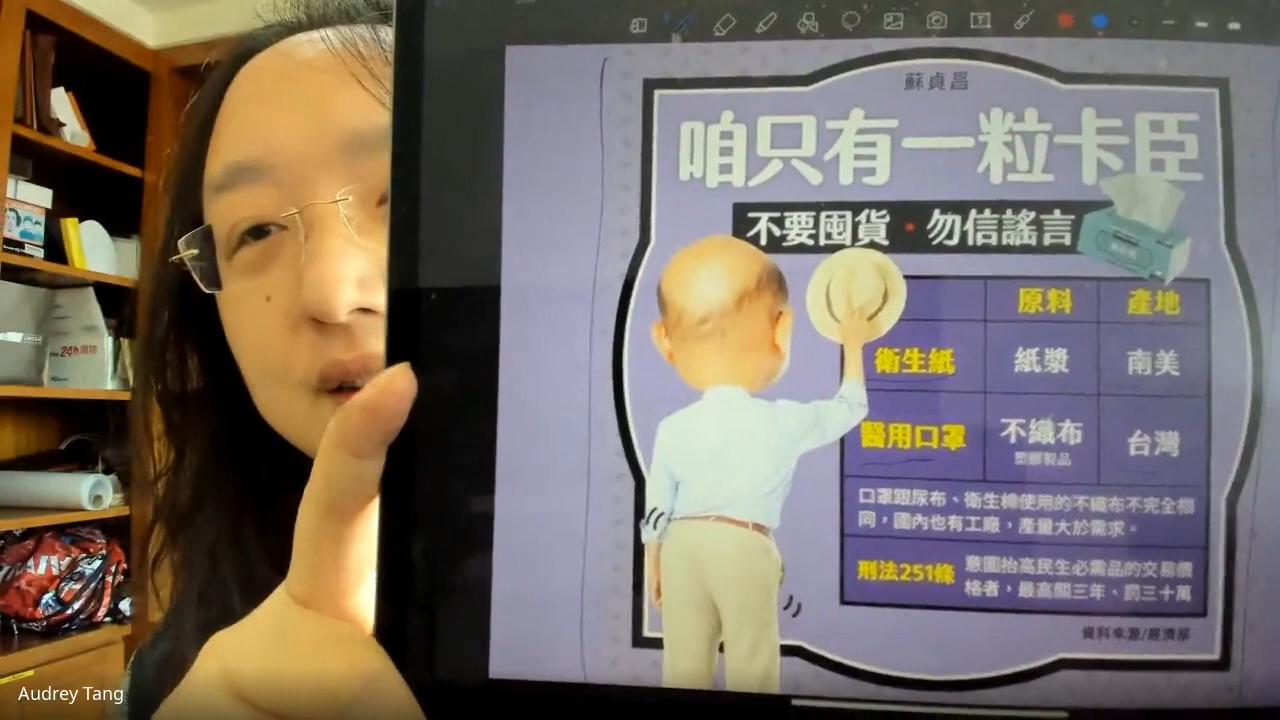 蘇貞昌
咱只有一粒卡臣
不要囤貨・勿信謠言
原料 產地
衛生紙 紙漿 南美
醫用口罩 不織布 台灣
塑膠製品
口罩跟尿布、衛生棉使用的不織布不完全相
同，國內也有工廠，產量大於需求。
刑法251條 意圖抬高民生必需品的交易價
格者，最高關三年、罰三十萬
資料來源/經濟部
24h購物
Audrey Tang